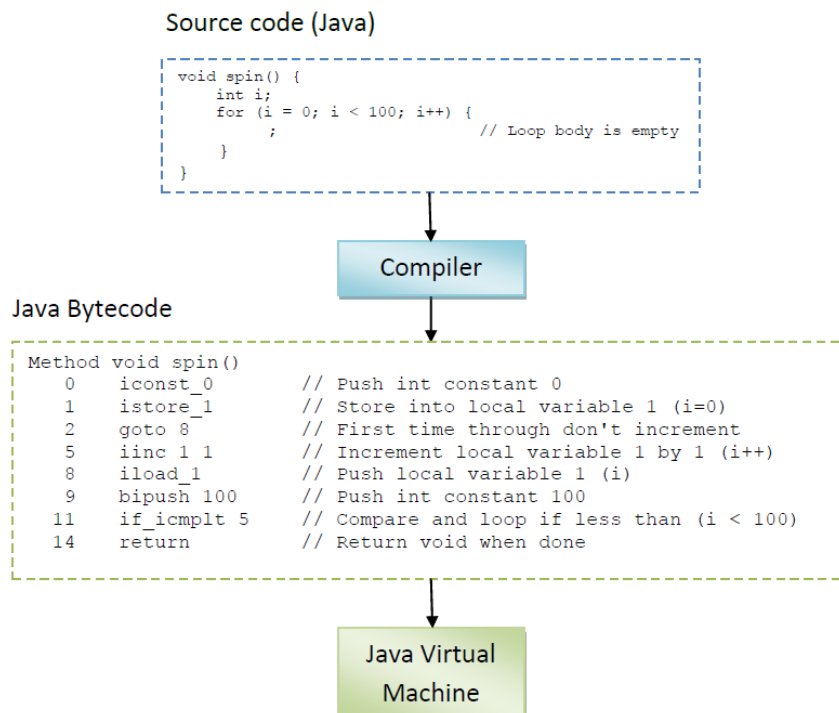 Source code (Java)
void spin() {
    int i;
    for (i = 0; i < 100; i++) {
        ;                    // Loop body is empty
    }
}
Compiler
Java Bytecode
Method void spin()
   0    iconst_0        // Push int constant 0
   1    istore_1        // Store into local variable 1 (i=0)
   2    goto 8          // First time through don't increment
   5    iinc 1 1        // Increment local variable 1 by 1 (i++)
   8    iload_1         // Push local variable 1 (i)
   9    bipush 100      // Push int constant 100
  11    if_icmplt 5     // Compare and loop if less than (i < 100)
  14    return          // Return void when done
Java Virtual
Machine